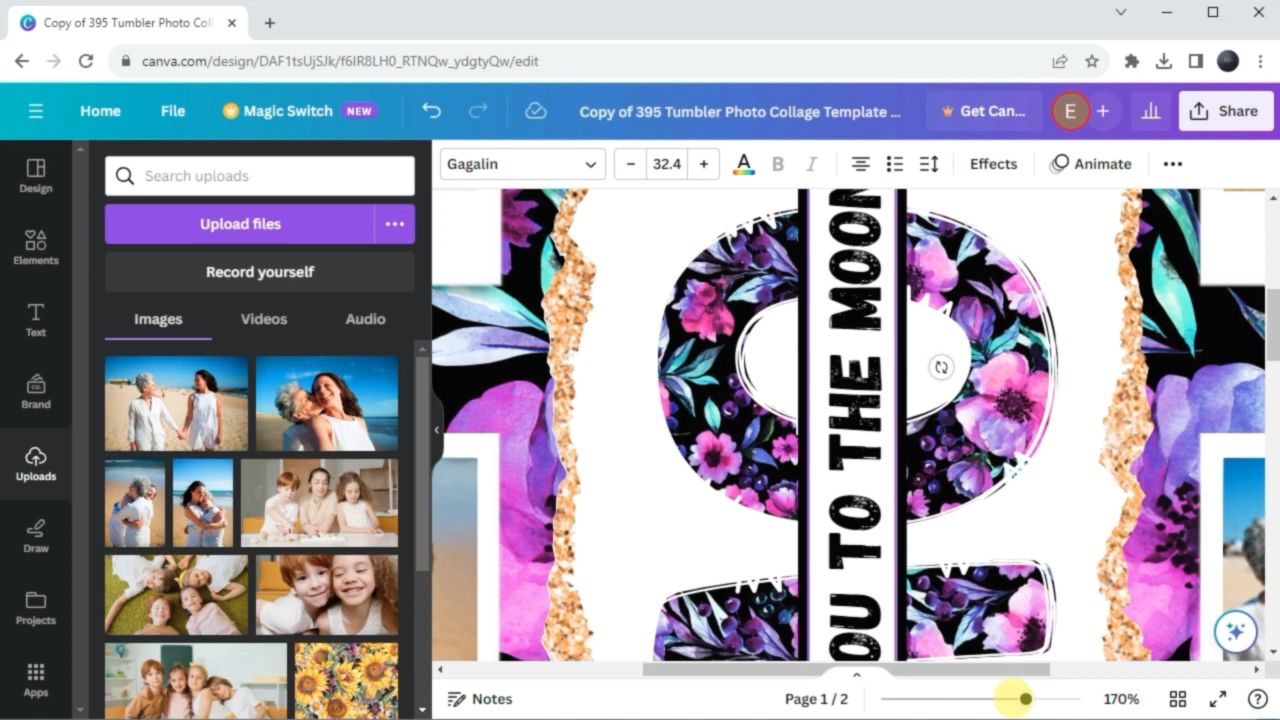 Copy of 395 Tumbler Photo Coll
canva.com/design/DAF1tsUjSJk/f6IR8LH0_RTNQw_ydgtyQw/edit
Home
File
Magic Switch NEW
Copy of 395 Tumbler Photo Collage Template ...
Get Can...
E
Share
Design
Elements
Text
Brand
Uploads
Draw
Projects
Apps
Search uploads
Upload files
Record yourself
Images
Videos
Audio
Gagalin
– 32.4 +
A
B
I
Effects
Animate
OU TO THE MOON
Notes
Page 1 / 2
170%